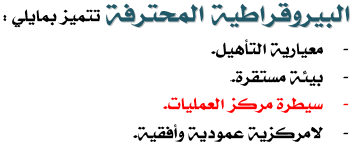 البيروقراطية المحترفة تتميز بمايلي :
- معيارية التأهيل.
- بيئة مستقرة.
- سيطرة مركز العمليات.
- لامركزية عمودية وأفقية.